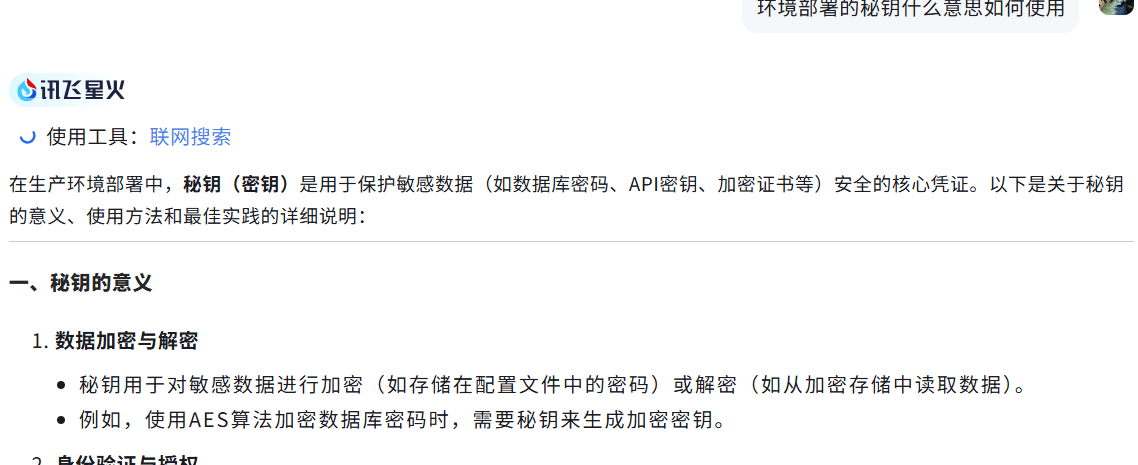 环境部署的秘钥什么意思如何使用
讯飞星火
使用工具：联网搜索
在生产环境部署中，秘钥（密钥）是用于保护敏感数据（如数据库密码、API密钥、加密证书等）安全的核心凭证。以下是关于秘钥
的意义、使用方法和最佳实践的详细说明：
一、秘钥的意义
1. 数据加密与解密
• 秘钥用于对敏感数据进行加密（如存储在配置文件中的密码）或解密（如从加密存储中读取数据）。
• 例如，使用AES算法加密数据库密码时，需要秘钥来生成加密密钥。
2. 身份验证与授权